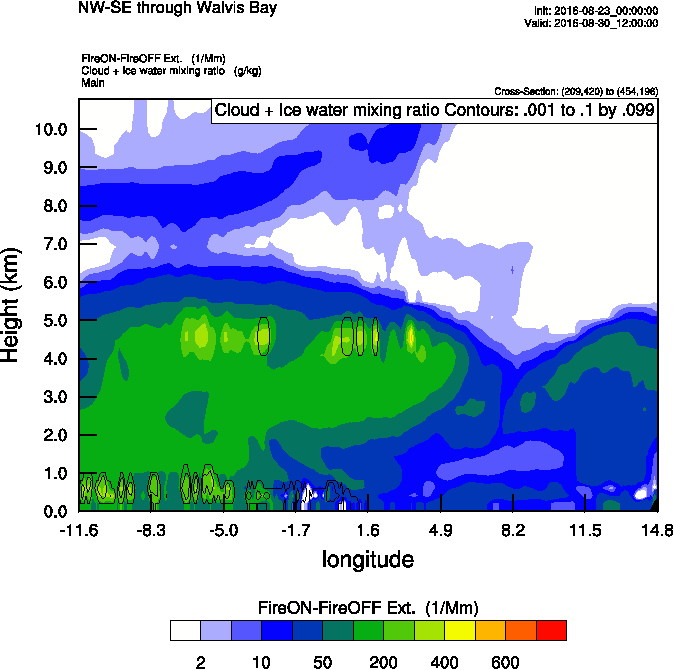 NW-SE through Walvis Bay
Init: 2016-08-23_00:00:00
Valid: 2016-08-30_12:00:00
FireON-FireOFF Ext. (1/Mm)
Cloud + Ice water mixing ratio (g/kg)
Main
Cross-Section: (209,420) to (454,196)
Cloud + Ice water mixing ratio Contours: .001 to .1 by .099
10.0
9.0
8.0
7.0
6.0
5.0
4.0
3.0
2.0
1.0
0.0
Height (km)
-11.6 -8.3 -5.0 -1.7 1.6 4.9 8.2 11.5 14.8
longitude
FireON-FireOFF Ext. (1/Mm)
2 10 50 200 400 600